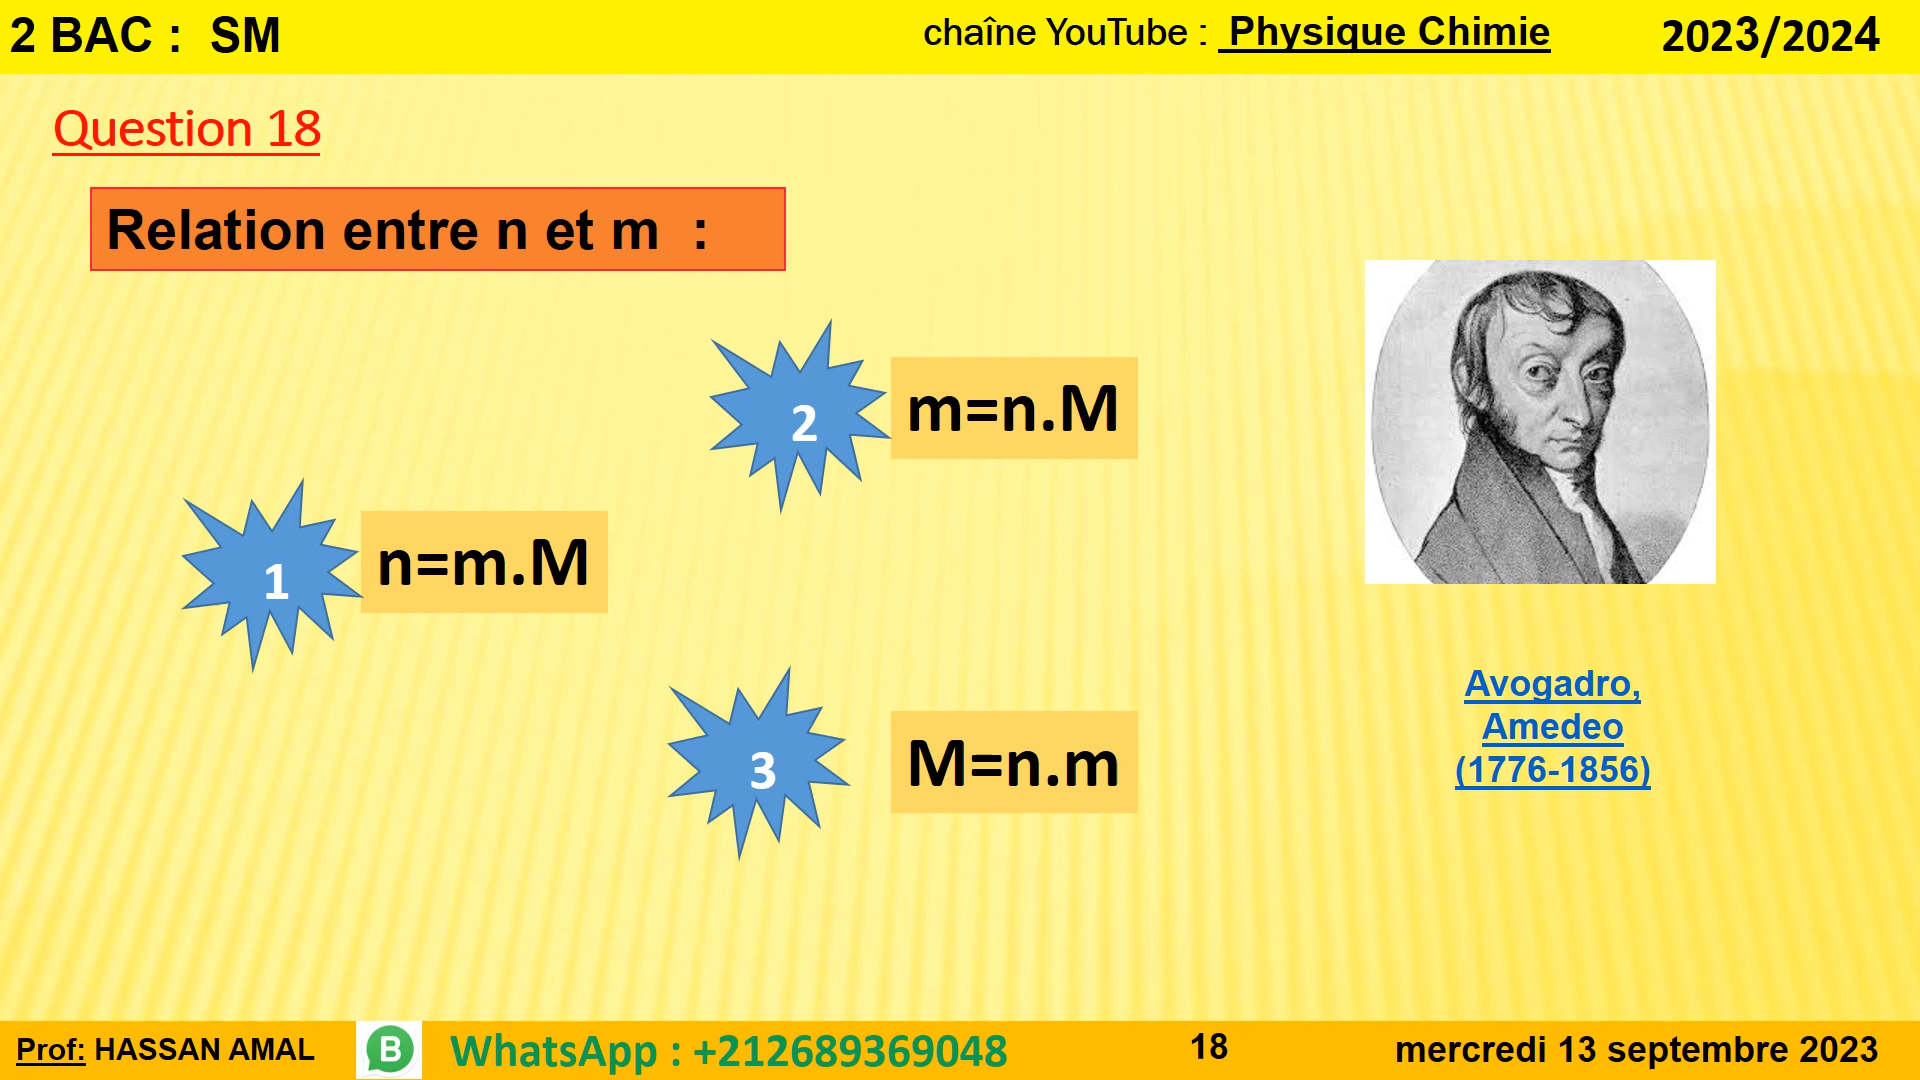 2 BAC :  SM
chaîne YouTube :  Physique Chimie
2023/2024
Question 18
Relation entre n et m  :
2
m=n.M
1
n=m.M
3
M=n.m
Avogadro,
Amedeo
(1776-1856)
Prof: HASSAN AMAL
B
WhatsApp : +212689369048
18
mercredi 13 septembre 2023